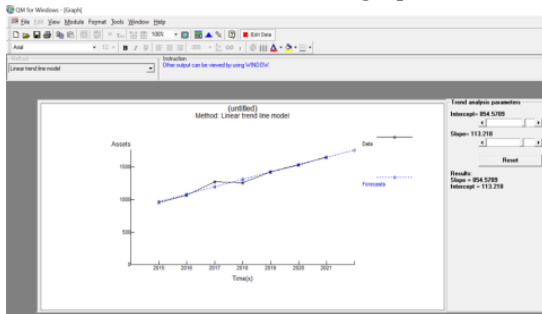 QM for Windows - (Graph)
File Edit View Module Format Tools Window Help
100% Edit Data
Arial 12 B I U
Method
Linear trend line model
Instruction
Other output can be viewed by using WINDOW.
(untitled)
Method: Linear trend line model
Assets
1500
1000
500
0
2015 2016 2017 2018 2019 2020 2021
Time(x)
Data
Forecasts
Trend analysis parameters
Intercept= 854.5789
Slope= 113.218
Reset
Results:
Slope = 854.5789
Intercept = 113.218